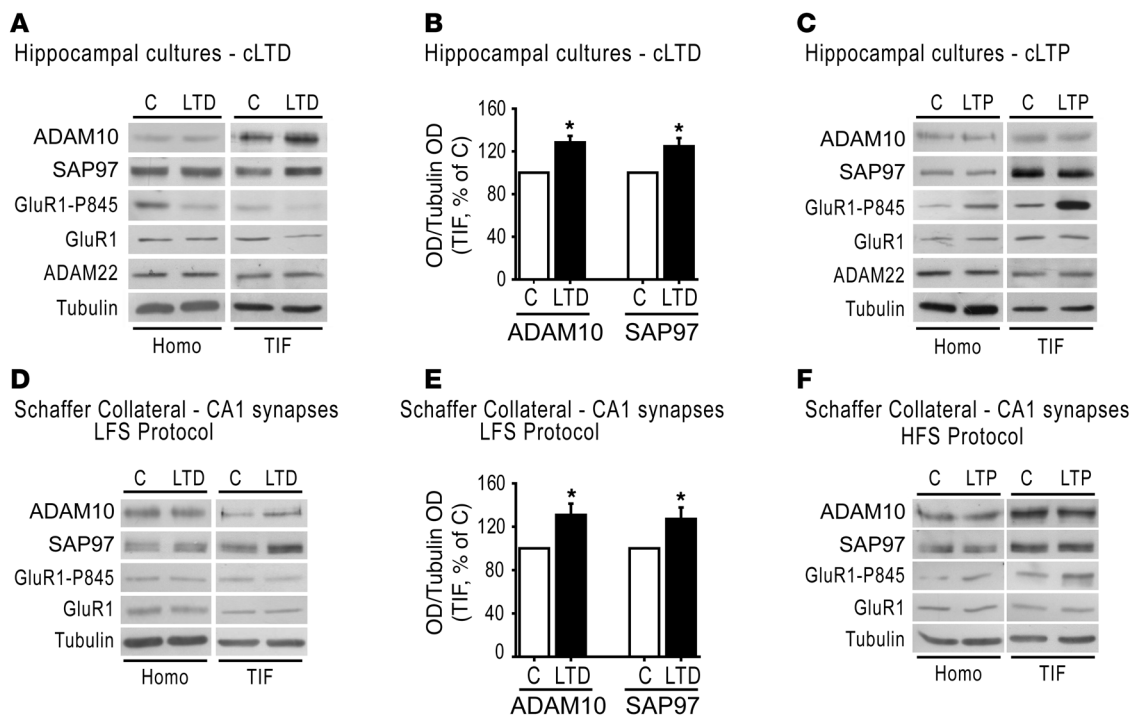 A
Hippocampal cultures - cLTD
C LTD C LTD
ADAM10
SAP97
GluR1-P845
GluR1
ADAM22
Tubulin
Homo TIF
B
Hippocampal cultures - cLTD
OD/Tubulin OD
(TIF, % of C)
160
120
80
40
0
C LTD C LTD
ADAM10 SAP97
* *
C
Hippocampal cultures - cLTP
C LTP C LTP
ADAM10
SAP97
GluR1-P845
GluR1
ADAM22
Tubulin
Homo TIF
D
Schaffer Collateral - CA1 synapses
LFS Protocol
C LTD C LTD
ADAM10
SAP97
GluR1-P845
GluR1
Tubulin
Homo TIF
E
Schaffer Collateral - CA1 synapses
LFS Protocol
OD/Tubulin OD
(TIF, % of C)
160
120
80
40
0
* *
C LTD C LTD
ADAM10 SAP97
F
Schaffer Collateral - CA1 synapses
HFS Protocol
C LTP C LTP
ADAM10
SAP97
GluR1-P845
GluR1
Tubulin
Homo TIF